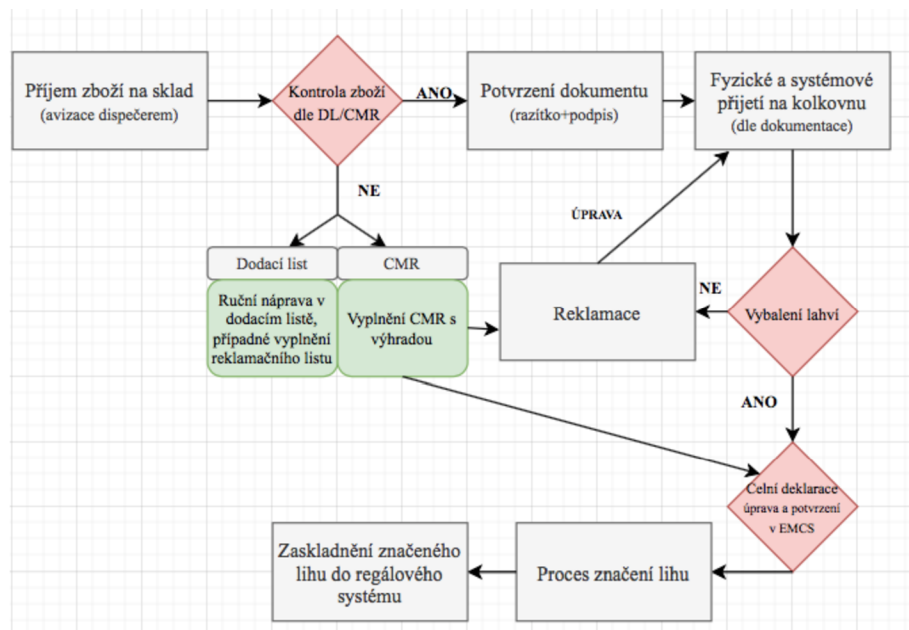 Příjem zboží na sklad
(avizace dispečerem)
Kontrola zboží
dle DL/CMR
ANO
Potvrzení dokumentu
(razítko+podpis)
Fyzické a systémové
přijetí na kolkovnu
(dle dokumentace)
NE
ÚPRAVA
Dodací list
CMR
Ruční náprava v
dodacím listě,
případné vyplnění
reklamačního listu
Vyplnění CMR s
výhradou
Reklamace
NE
Vybalení lahví
ANO
Celní deklarace
úprava a potvrzení
v EMCS
Zaskladnění značeného
lihu do regálového
systému
Proces značení lihu